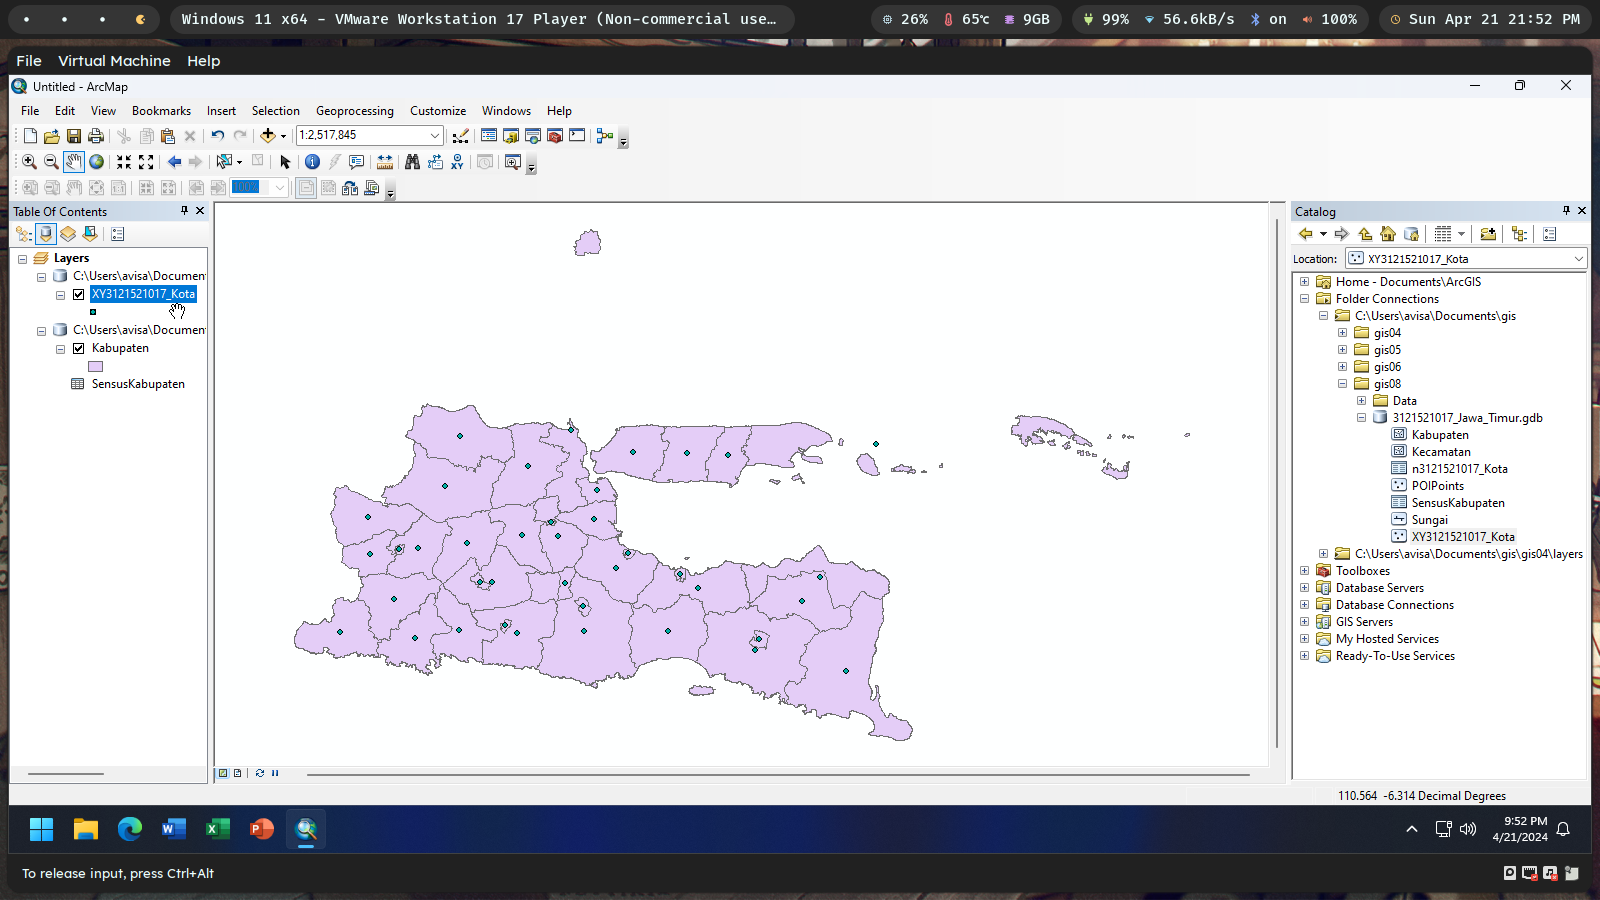 Windows 11 x64 – VMware Workstation 17 Player (Non-commercial use…
26%
65℃
9GB
99%
56.6kB/s
on
100%
Sun Apr 21 21:52 PM
File Virtual Machine Help
Untitled - ArcMap
File Edit View Bookmarks Insert Selection Geoprocessing Customize Windows Help
1:2,517,845
100%
Table Of Contents
Layers
C:\Users\avisa\Documen
XY3121521017_Kota
C:\Users\avisa\Documen
Kabupaten
SensusKabupaten
Catalog
Location: XY3121521017_Kota
Home - Documents\ArcGIS
Folder Connections
C:\Users\avisa\Documents\gis
gis04
gis05
gis06
gis08
Data
3121521017_Jawa_Timur.gdb
Kabupaten
Kecamatan
n3121521017_Kota
POIPoints
SensusKabupaten
Sungai
XY3121521017_Kota
C:\Users\avisa\Documents\gis\gis04\layers
Toolboxes
Database Servers
Database Connections
GIS Servers
My Hosted Services
Ready-To-Use Services
110.564 -6.314 Decimal Degrees
9:52 PM
4/21/2024
To release input, press Ctrl+Alt